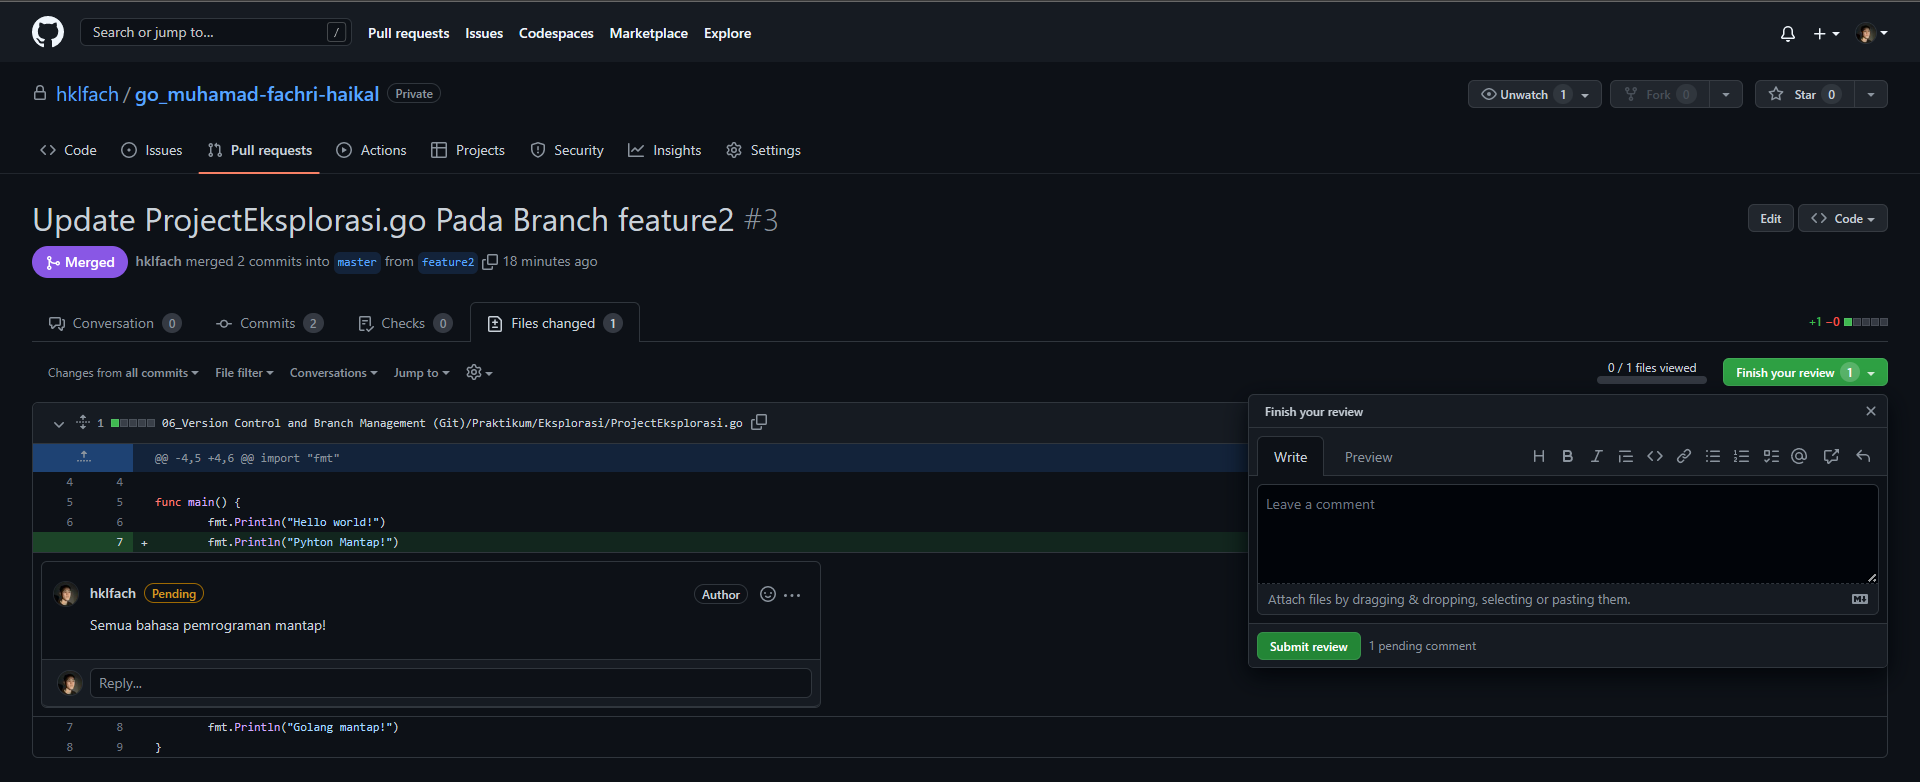 Search or jump to... /
Pull requests Issues Codespaces Marketplace Explore
hklfach / go_muhamad-fachri-haikal Private
Unwatch 1 Fork 0 Star 0
Code Issues Pull requests Actions Projects Security Insights Settings
Update ProjectEksplorasi.go Pada Branch feature2 #3
Edit Code
Merged hklfach merged 2 commits into master from feature2 18 minutes ago
Conversation 0 Commits 2 Checks 0 Files changed 1
+1 −0
Changes from all commits File filter Conversations Jump to
0 / 1 files viewed
Finish your review 1
1 06_Version Control and Branch Management (Git)/Praktikum/Eksplorasi/ProjectEksplorasi.go
@@ -4,5 +4,6 @@ import "fmt"
4 4
5 5 func main() {
6 6 fmt.Println("Hello world!")
7 + fmt.Println("Pyhton Mantap!")
hklfach Pending Author
Semua bahasa pemrograman mantap!
Reply...
7 8 fmt.Println("Golang mantap!")
8 9 }
Finish your review
Write Preview
H B I
Leave a comment
Attach files by dragging & dropping, selecting or pasting them.
Submit review 1 pending comment